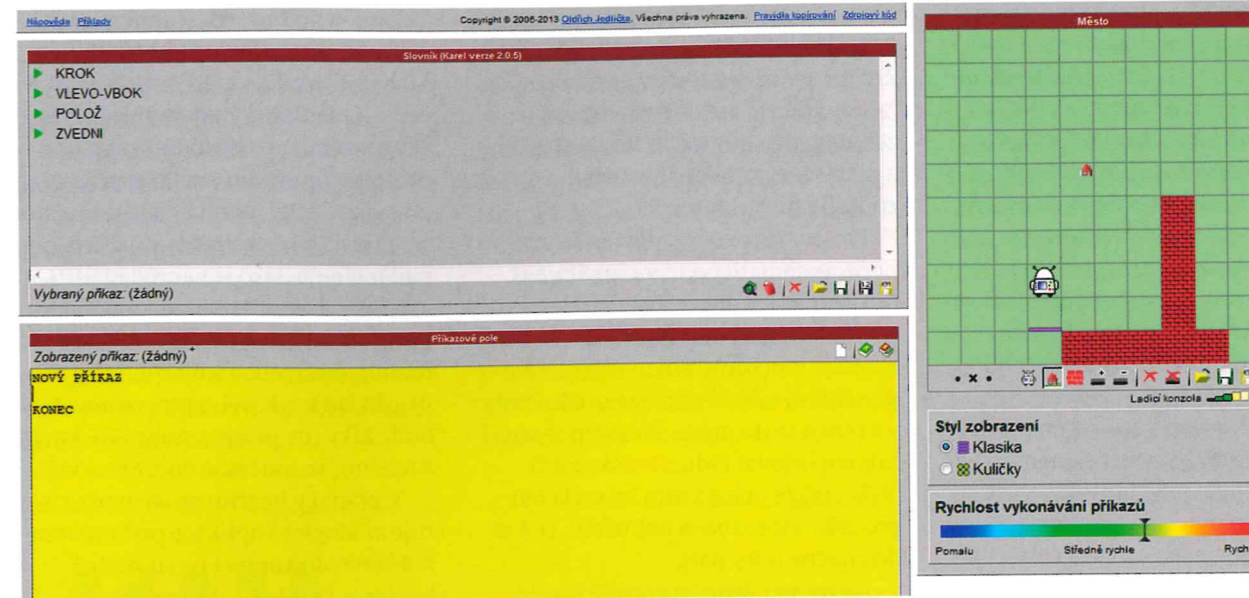 Nápověda Příklady
Copyright © 2006-2013 Oldřich Jedlička, Všechna práva vyhrazena. Pravidla kopírování Zdrojový kód
Slovník (Karel verze 2.0.5)
KROK
VLEVO-VBOK
POLOŽ
ZVEDNI
Vybraný příkaz: (žádný)
Příkazové pole
Zobrazený příkaz: (žádný) *
NOVÝ PŘÍKAZ
KONEC
Město
Ladicí konzola
Styl zobrazení
Klasika
Kuličky
Rychlost vykonávání příkazů
Pomalu Středně rychle Rych